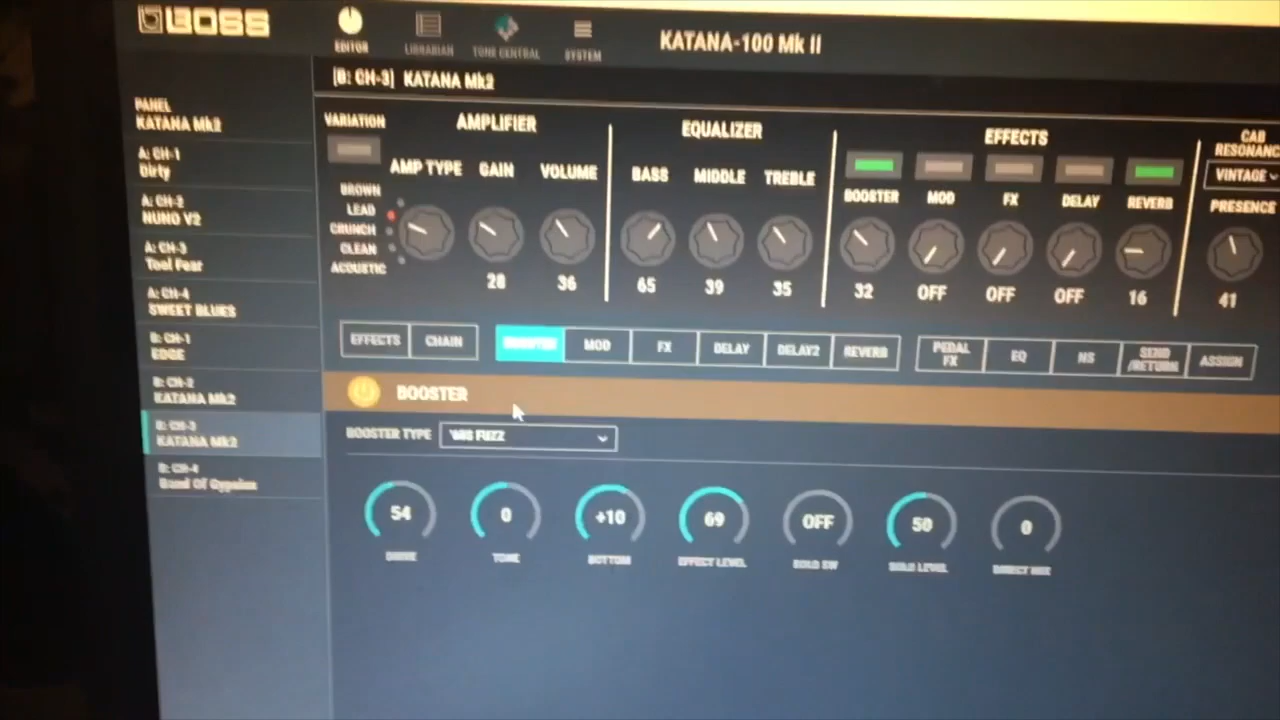 BOSS
EDITOR
LIBRARIAN
TONE CENTRAL
SYSTEM
KATANA-100 Mk II
[B: CH-3] KATANA Mk2
PANEL
KATANA Mk2
A: CH-1
Dirty
A: CH-2
NUNO V2
A: CH-3
Tool Fear
A: CH-4
SWEET BLUES
B: CH-1
EDGE
B: CH-2
KATANA Mk2
B: CH-3
KATANA Mk2
B: CH-4
Band Of Gypsies
VARIATION
AMPLIFIER
AMP TYPE GAIN VOLUME
BROWN
LEAD
CRUNCH
CLEAN
ACOUSTIC
28 36
EQUALIZER
BASS MIDDLE TREBLE
65 39 35
EFFECTS
BOOSTER MOD FX DELAY REVERB
32 OFF OFF OFF 16
CAB
RESONANC
VINTAGE
PRESENCE
41
EFFECTS CHAIN BOOSTER MOD FX DELAY DELAY2 REVERB
PEDAL
FX
EQ NS
SEND
/RETURN
ASSIGN
BOOSTER
BOOSTER TYPE '60S FUZZ
54 0 +10 69 OFF 50 0
DRIVE TONE BOTTOM EFFECT LEVEL SOLO SW SOLO LEVEL DIRECT MIX